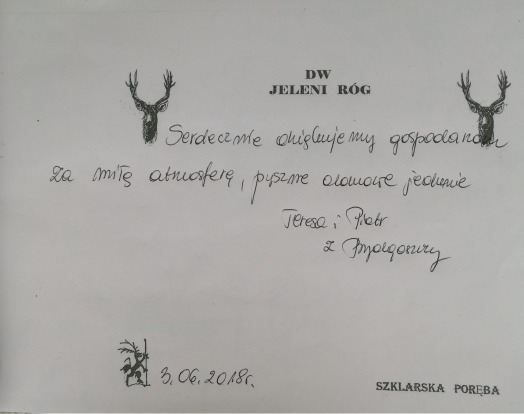 DW
JELENI RÓG
Serdecznie dziękujemy gospodarzom
za miłą atmosferę, pyszne domowe jedzenie
Teresa i Piotr
z Bydgoszczy
3.06.2018r.
SZKLARSKA PORĘBA